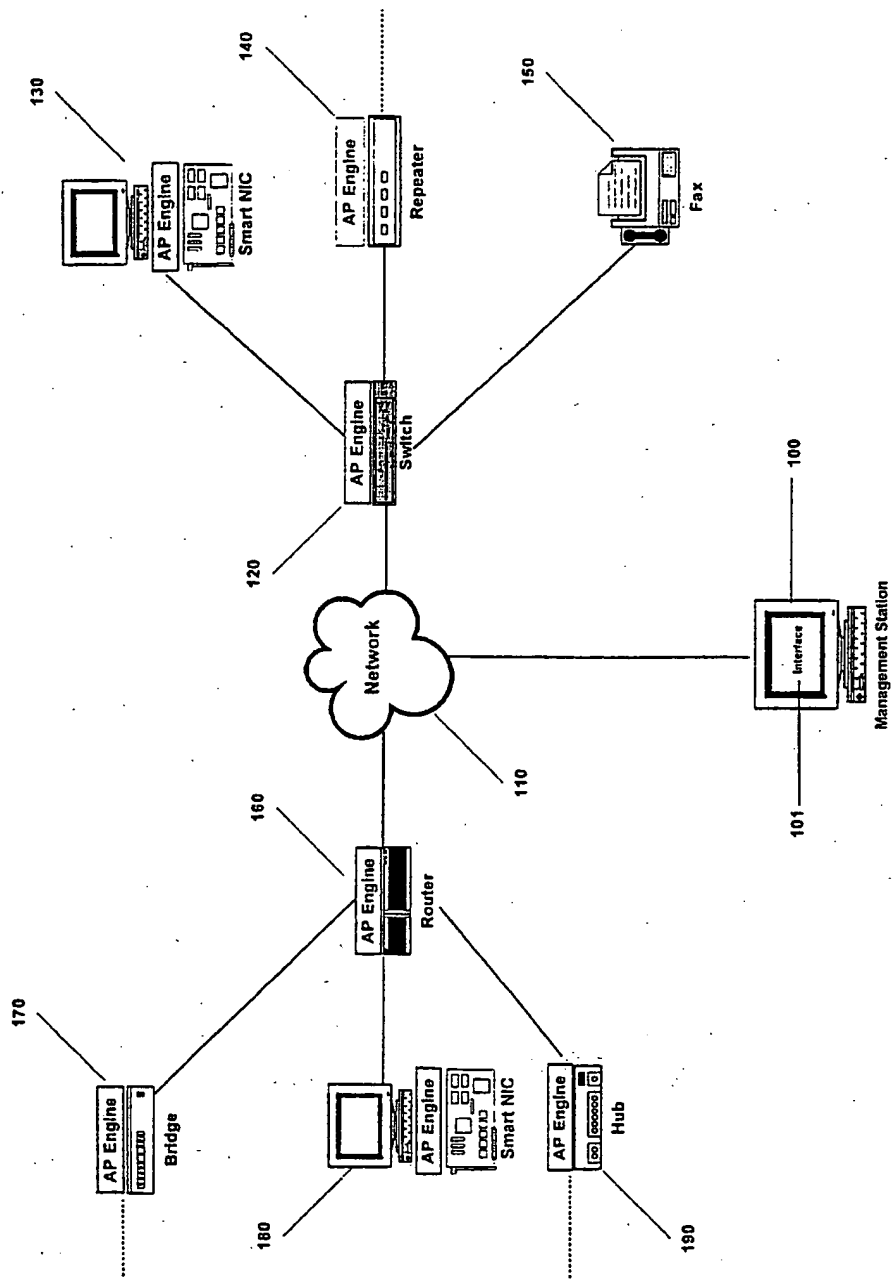 130
AP Engine
Smart NIC
140
AP Engine
Repeater
150
Fax
120
AP Engine
Switch
Network
110
100
Interface
101
Management Station
160
AP Engine
Router
170
AP Engine
Bridge
180
AP Engine
Smart NIC
AP Engine
Hub
190